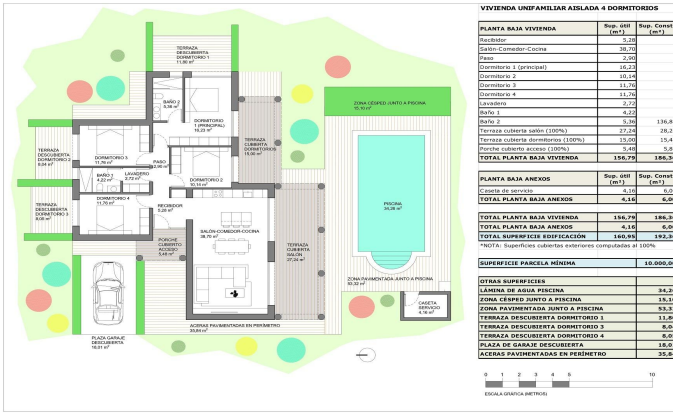 VIVIENDA UNIFAMILIAR AISLADA 4 DORMITORIOS
PLANTA BAJA VIVIENDA Sup. útil (m²) Sup. Const (m²)
Recibidor 5,28
Salón-Comedor-Cocina 38,70
Paso 2,90
Dormitorio 1 (principal) 16,23
Dormitorio 2 10,14
Dormitorio 3 11,76
Dormitorio 4 11,76
Lavadero 2,72
Baño 1 4,22
Baño 2 5,36 136,8
Terraza cubierta salón (100%) 27,24 28,2
Terraza cubierta dormitorios (100%) 15,00 15,4
Porche cubierto acceso (100%) 5,48 5,8
TOTAL PLANTA BAJA VIVIENDA 156,79 186,3
PLANTA BAJA ANEXOS Sup. útil (m²) Sup. Const (m²)
Caseta de servicio 4,16 6,0
TOTAL PLANTA BAJA ANEXOS 4,16 6,0
TOTAL PLANTA BAJA VIVIENDA 156,79 186,3
TOTAL PLANTA BAJA ANEXOS 4,16 6,0
TOTAL SUPERFICIE EDIFICACIÓN 160,95 192,3
*NOTA: Superficies cubiertas exteriores computadas al 100%
SUPERFICIE PARCELA MÍNIMA 10.000,0
OTRAS SUPERFICIES
LÁMINA DE AGUA PISCINA 34,2
ZONA CÉSPED JUNTO A PISCINA 15,1
ZONA PAVIMENTADA JUNTO A PISCINA 53,3
TERRAZA DESCUBIERTA DORMITORIO 1 11,8
TERRAZA DESCUBIERTA DORMITORIO 3 8,0
TERRAZA DESCUBIERTA DORMITORIO 4 8,0
PLAZA DE GARAJE DESCUBIERTA 18,0
ACERAS PAVIMENTADAS EN PERÍMETRO 35,8
0 1 2 3 4 5 10
ESCALA GRÁFICA (METROS)
TERRAZA
DESCUBIERTA
DORMITORIO 1
BAÑO 2
5,36 m²
DORMITORIO
1 (PRINCIPAL)
16,23 m²
ZONA CÉSPED JUNTO A PISCINA
TERRAZA
DESCUBIERTA
DORMITORIO 2
DORMITORIO 3
11,76 m²
PASO
2,90 m²
TERRAZA
CUBIERTA
DORMITORIOS
15,00 m²
BAÑO 1
4,22 m²
LAVADERO
2,72 m²
DORMITORIO 2
10,14 m²
DORMITORIO 4
11,76 m²
TERRAZA
DESCUBIERTA
DORMITORIO 3
RECIBIDOR
5,28 m²
PISCINA
SALÓN-COMEDOR-COCINA
38,70 m²
PORCHE
CUBIERTO
ACCESO
5,48 m²
TERRAZA
CUBIERTA
SALÓN
27,24 m²
ZONA PAVIMENTADA JUNTO A PISCINA
CASETA
SERVICIO
4,16 m²
ACERAS PAVIMENTADAS EN PERÍMETRO
PLAZA GARAJE
DESCUBIERTA